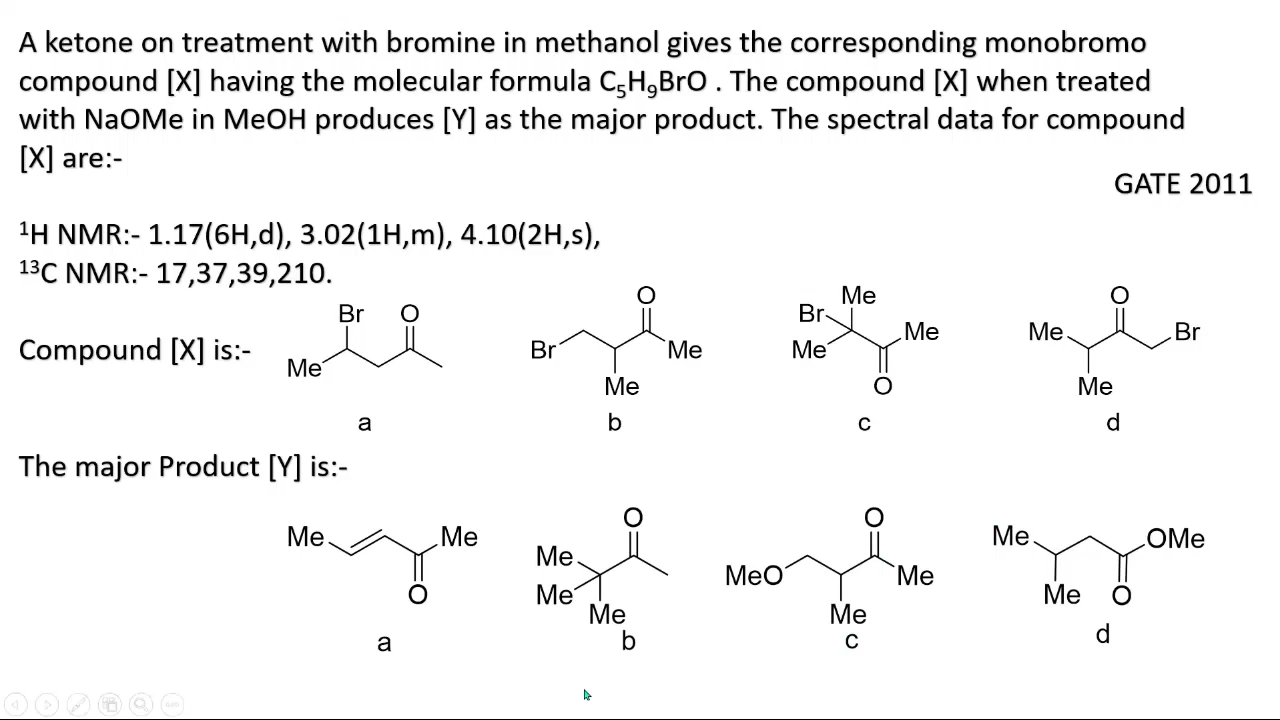 A ketone on treatment with bromine in methanol gives the corresponding monobromo
compound [X] having the molecular formula C₅H₉BrO . The compound [X] when treated
with NaOMe in MeOH produces [Y] as the major product. The spectral data for compound
[X] are:-
GATE 2011
¹H NMR:- 1.17(6H,d), 3.02(1H,m), 4.10(2H,s),
¹³C NMR:- 17,37,39,210.
Compound [X] is:-
Br O Me
Br O Me Me
Br Me Me Me O
Me O Br Me
a b c d
The major Product [Y] is:-
Me Me O
O Me Me Me
O MeO Me Me
Me OMe Me O
a b c d